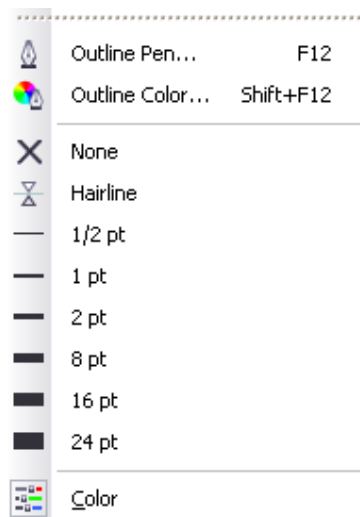 Outline Pen... F12
Outline Color... Shift+F12
None
Hairline
1/2 pt
1 pt
2 pt
8 pt
16 pt
24 pt
Color